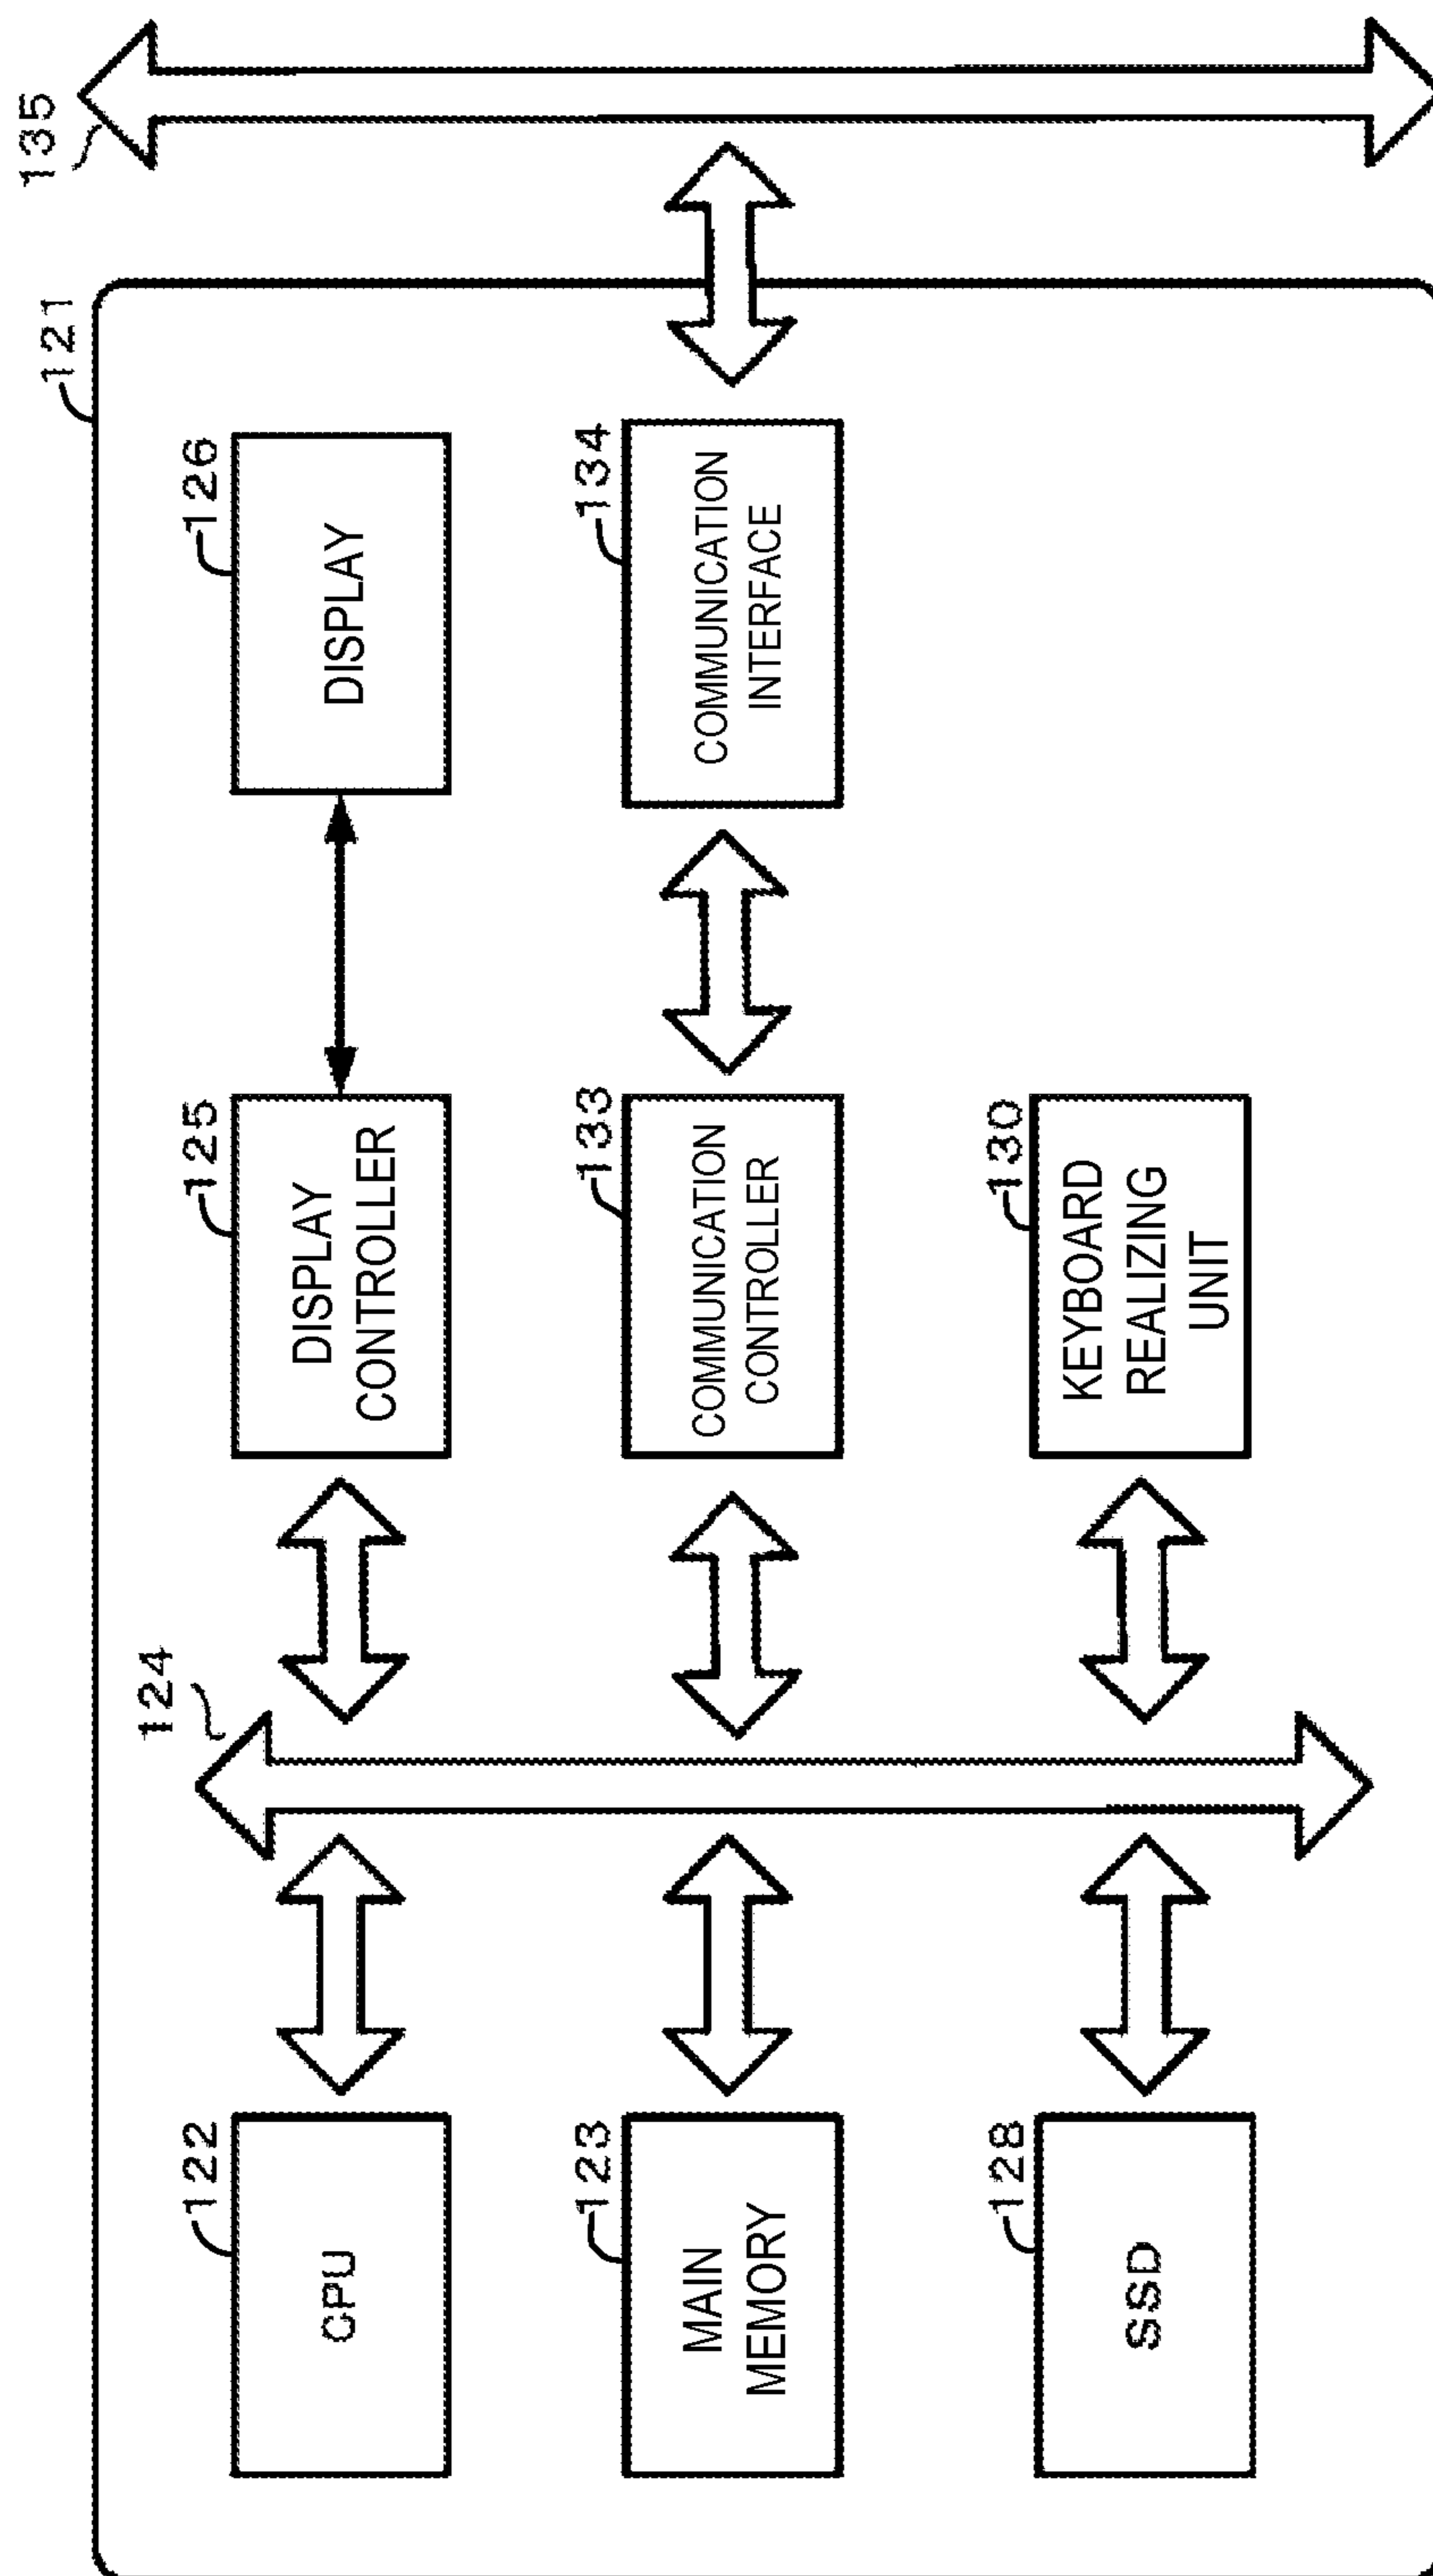 135
121
124
122
CPU
125
DISPLAY
CONTROLLER
126
DISPLAY
123
MAIN
MEMORY
133
COMMUNICATION
CONTROLLER
134
COMMUNICATION
INTERFACE
128
SSD
130
KEYBOARD
REALIZING
UNIT